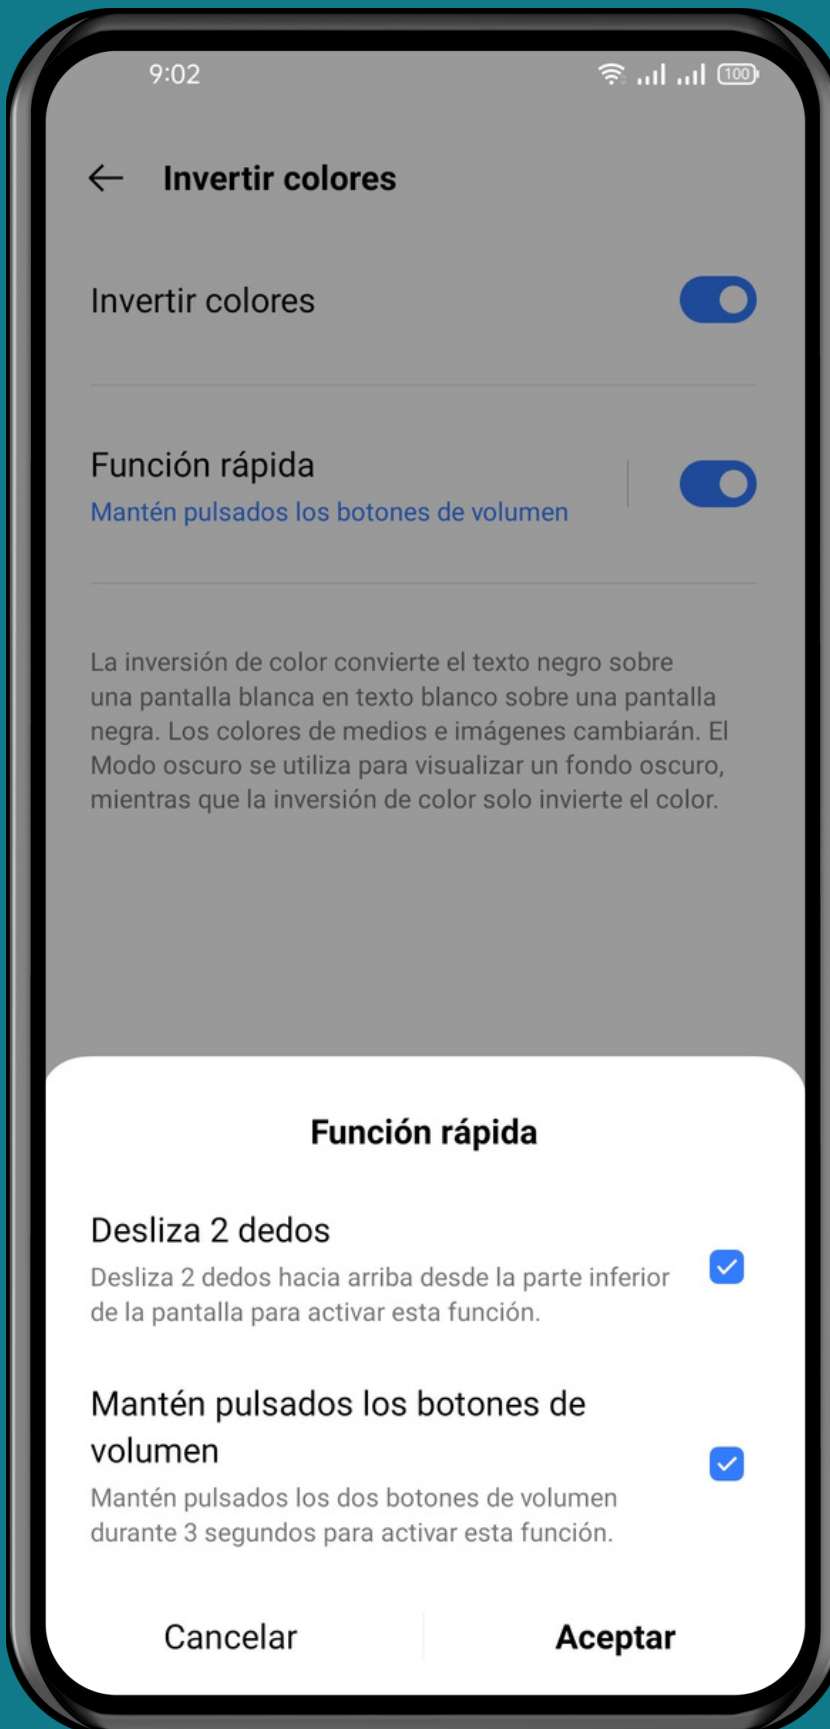 9:02
100
Invertir colores
Invertir colores
Función rápida
Mantén pulsados los botones de volumen
La inversión de color convierte el texto negro sobre
una pantalla blanca en texto blanco sobre una pantalla
negra. Los colores de medios e imágenes cambiarán. El
Modo oscuro se utiliza para visualizar un fondo oscuro,
mientras que la inversión de color solo invierte el color.
Función rápida
Desliza 2 dedos
Desliza 2 dedos hacia arriba desde la parte inferior
de la pantalla para activar esta función.
Mantén pulsados los botones de
volumen
Mantén pulsados los dos botones de volumen
durante 3 segundos para activar esta función.
Cancelar
Aceptar